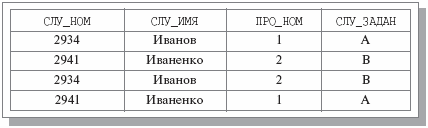 СЛУ_НОМ СЛУ_ИМЯ ПРО_НОМ СЛУ_ЗАДАН
2934 Иванов 1 A
2941 Иваненко 2 B
2934 Иванов 2 B
2941 Иваненко 1 A